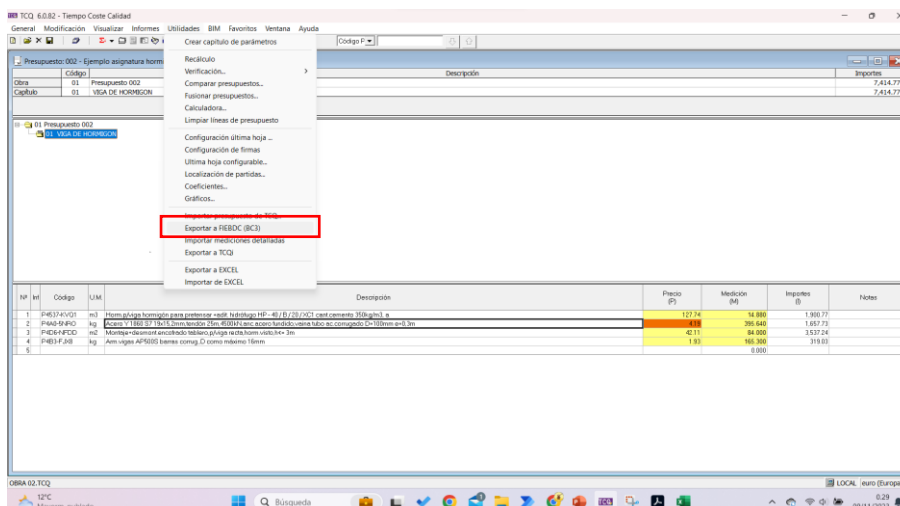 TCQ 6.0.82 - Tiempo Coste Calidad
General Modificación Visualizar Informes Utilidades BIM Favoritos Ventana Ayuda
Código P
Presupuesto: 002 - Ejemplo asignatura horm
Código Descripción Importes
Obra 01 Presupuesto 002 7,414.77
Capítulo 01 VIGA DE HORMIGON 7,414.77
01 Presupuesto 002
01 VIGA DE HORMIGON
Crear capítulo de parámetros
Recálculo
Verificación...
Comparar presupuestos...
Fusionar presupuestos...
Calculadora...
Limpiar líneas de presupuesto
Configuración última hoja ...
Configuración de firmas
Ultima hoja configurable...
Localización de partidas...
Coeficientes...
Gráficos...
Importar presupuesto de TCQ...
Exportar a FIEBDC (BC3)
Importar mediciones detalladas
Exportar a TCQi
Exportar a EXCEL
Importar de EXCEL
Nº Inf Código U.M. Descripción Precio (P) Medición (M) Importes (I) Notas
1 P4537-KVQ1 m3 Horm.p/viga hormigón para pretensar +adit. hidrófugo HP - 40 / B / 20 / XC1 cant.cemento 350kg/m3, a 127.74 14.880 1,900.77
2 P4A0-5NRO kg Acero Y 1860 S7 19x15.2mm,tendón 25m,4500kN,anc.acero fundido,vaina tubo ac.corrugado D=100mm e=0,3m 4.19 395.640 1,657.73
3 P4D6-NFDD m2 Montaje+desmont.encofrado tablero,p/viga recta,horm.visto,h<= 3m 42.11 84.000 3,537.24
4 P4B3-FJX8 kg Arm.vigas AP500S barras corrug.,D como máximo 16mm 1.93 165.300 319.03
5 0.000
OBRA 02.TCQ LOCAL euro (Europa
12°C
Búsqueda
0:29